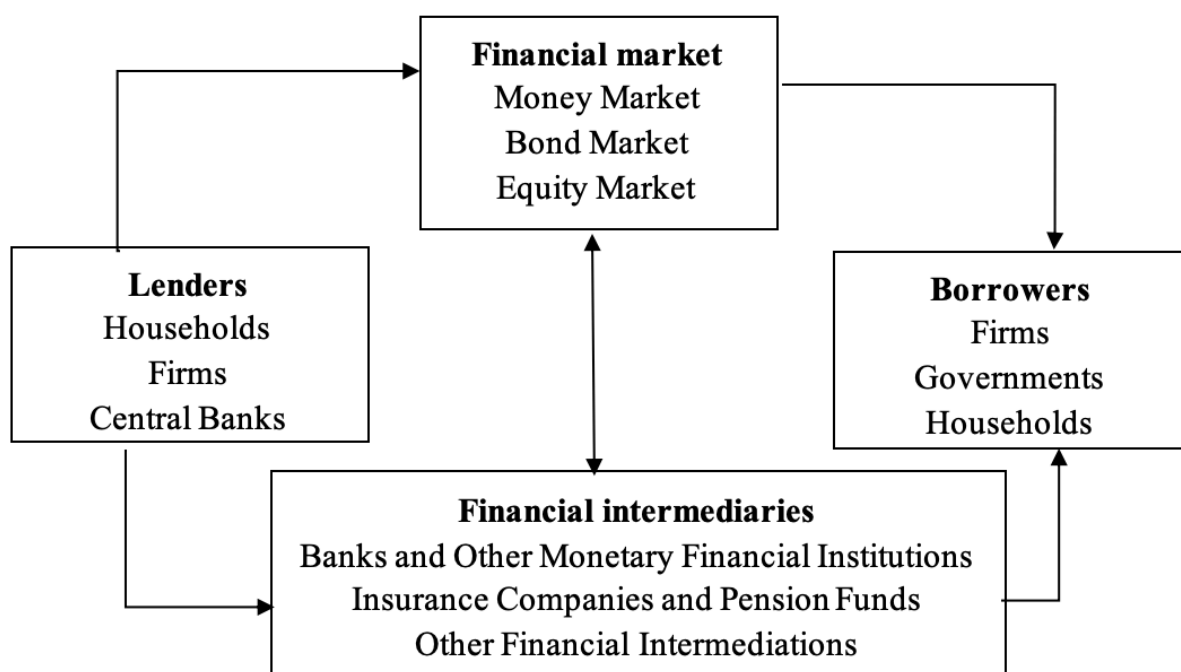 Financial market
Money Market
Bond Market
Equity Market
Lenders
Households
Firms
Central Banks
Borrowers
Firms
Governments
Households
Financial intermediaries
Banks and Other Monetary Financial Institutions
Insurance Companies and Pension Funds
Other Financial Intermediations